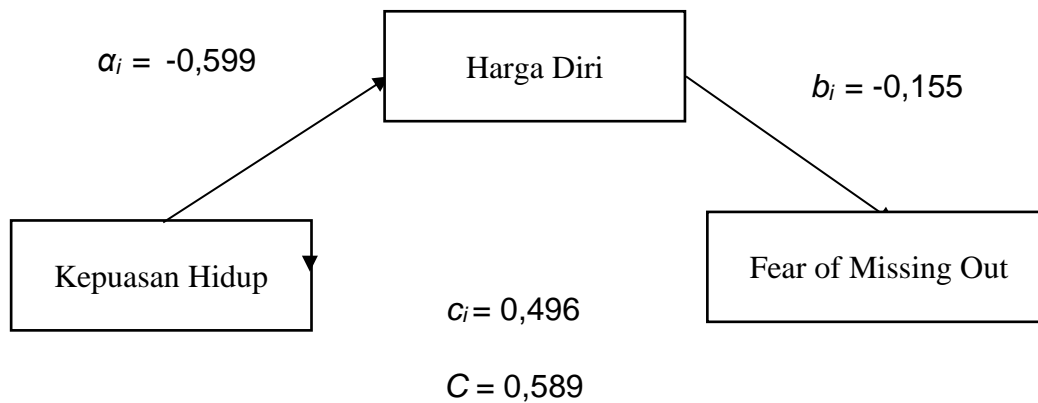 αi = -0,599
Harga Diri
bi = -0,155
Kepuasan Hidup
Fear of Missing Out
ci = 0,496
C = 0,589